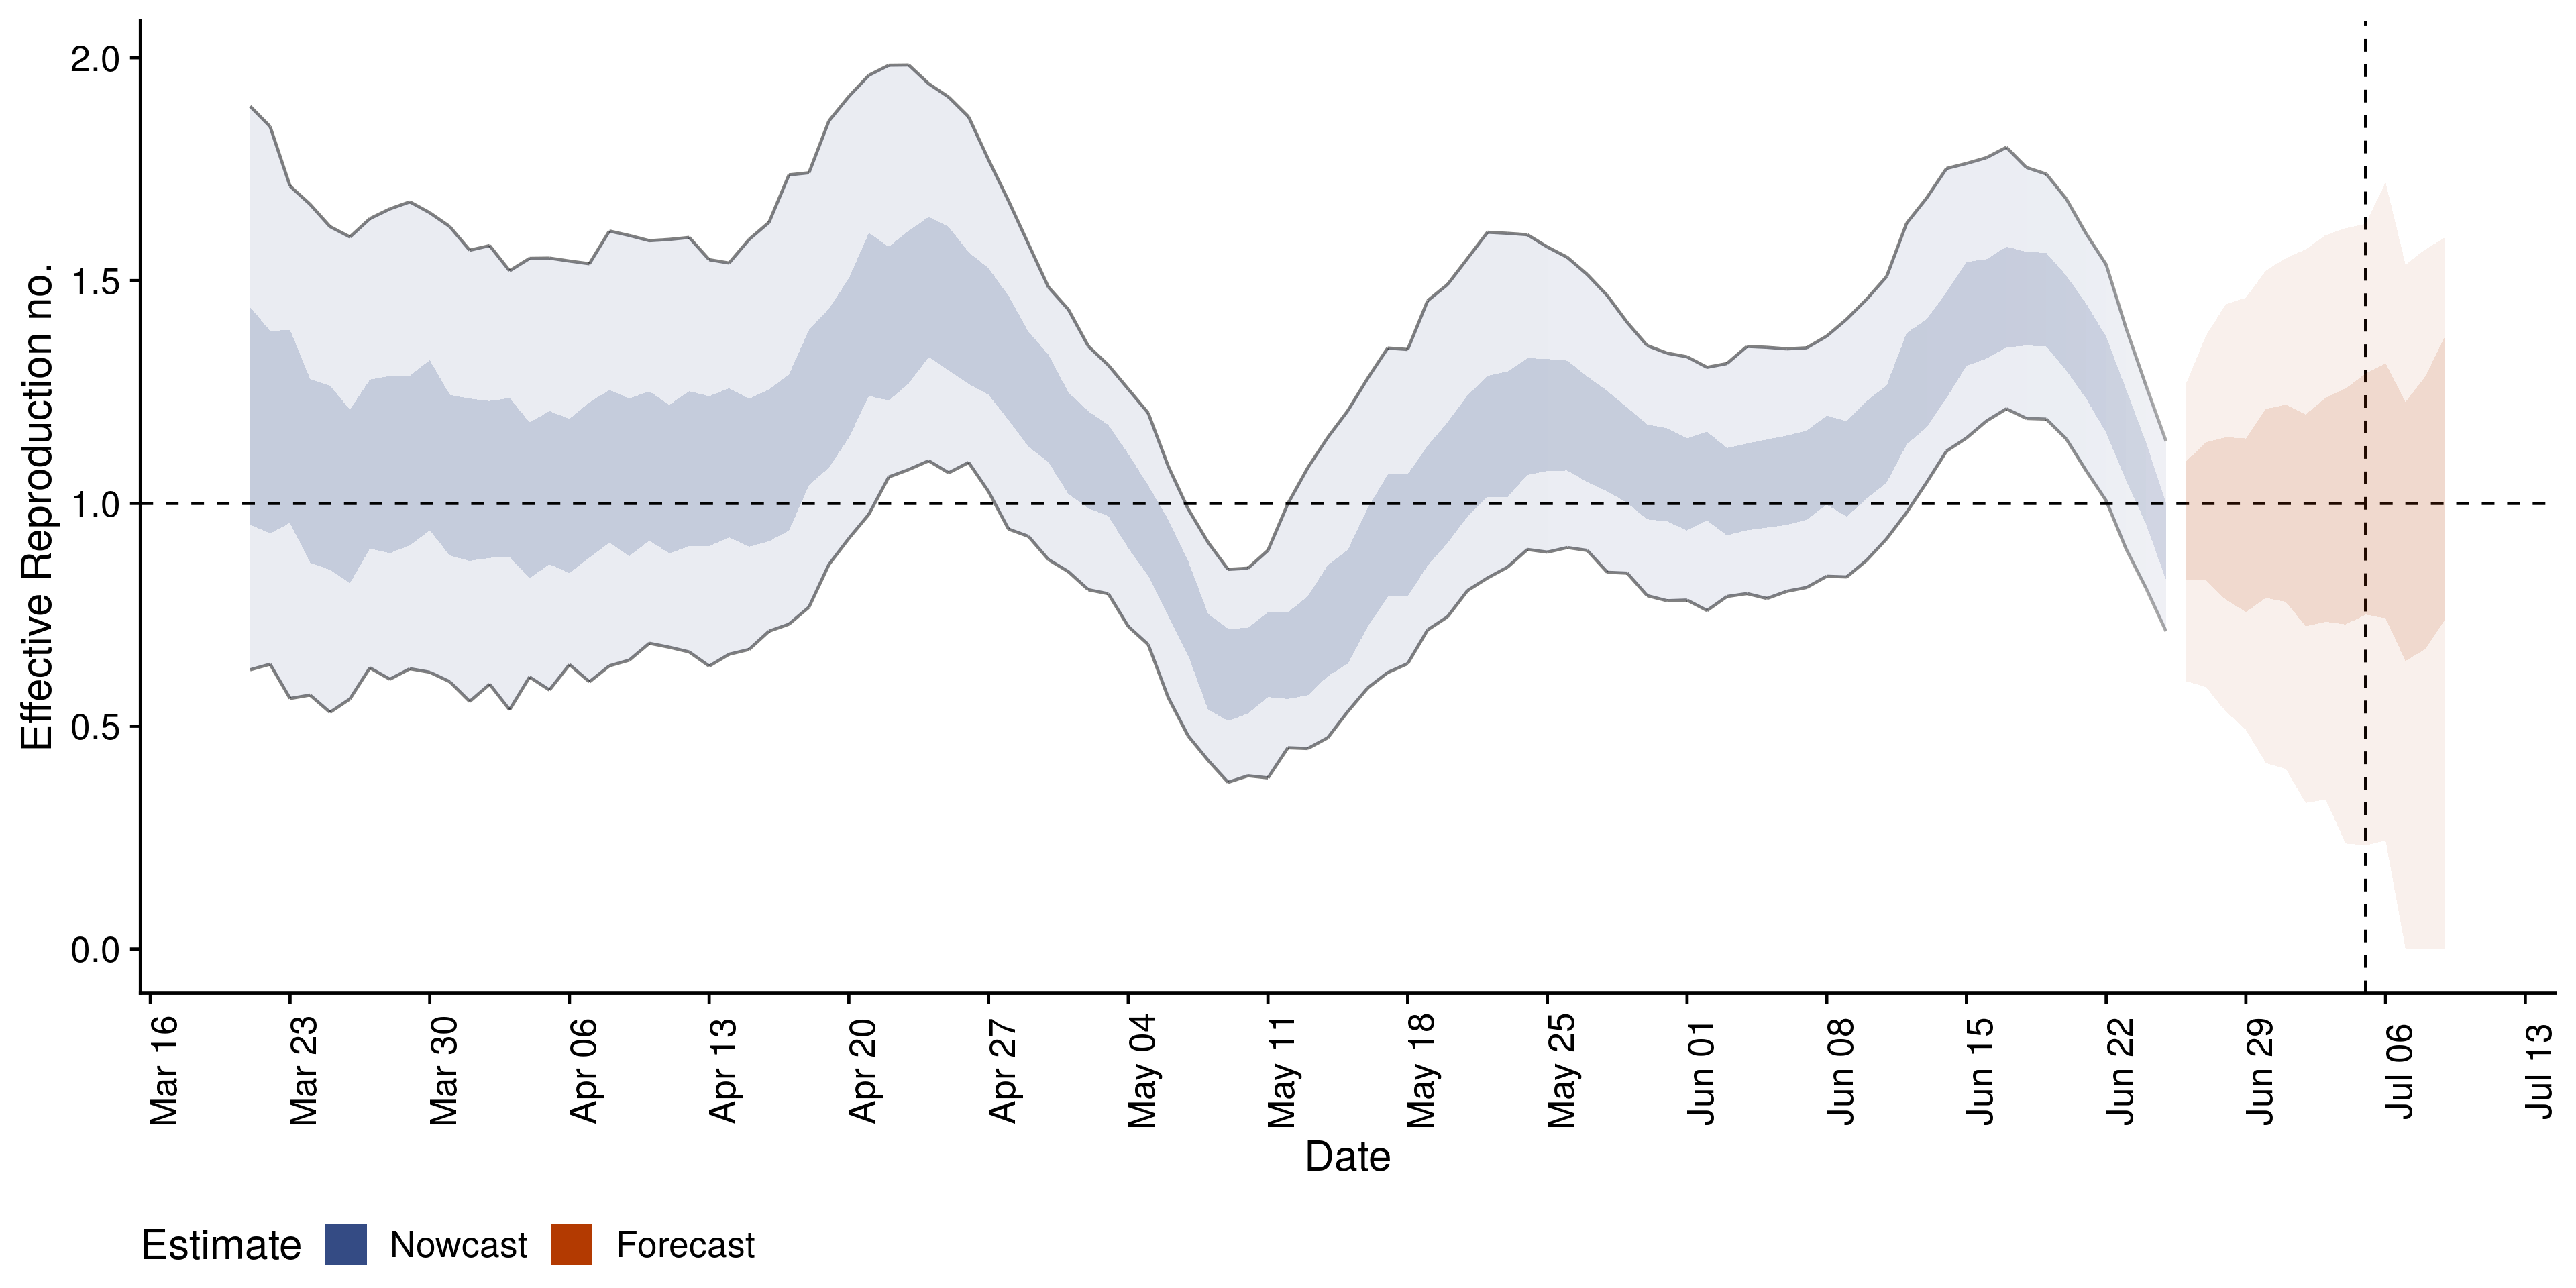 Effective Reproduction no.
2.0
1.5
1.0
0.5
0.0
Mar 16
Mar 23
Mar 30
Apr 06
Apr 13
Apr 20
Apr 27
May 04
May 11
May 18
May 25
Jun 01
Jun 08
Jun 15
Jun 22
Jun 29
Jul 06
Jul 13
Date
Estimate Nowcast Forecast